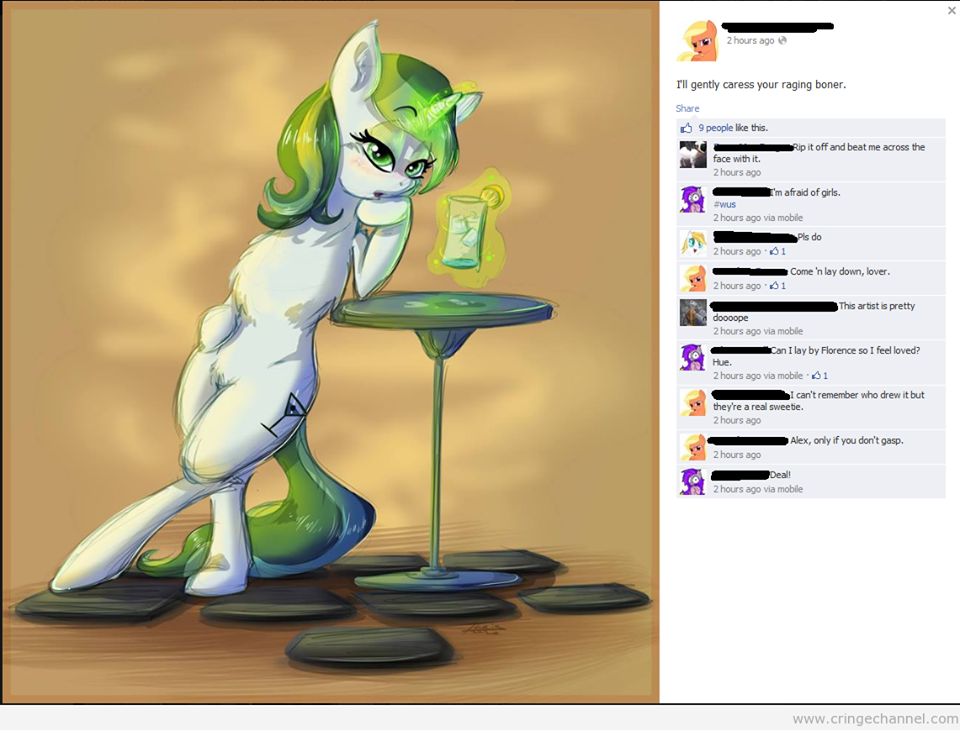 2 hours ago
I'll gently caress your raging boner.
Share
9 people like this.
Rip it off and beat me across the
face with it.
2 hours ago
I'm afraid of girls.
#wus
2 hours ago via mobile
Pls do
2 hours ago · 1
Come 'n lay down, lover.
2 hours ago · 1
This artist is pretty
doooope
2 hours ago via mobile
Can I lay by Florence so I feel loved?
Hue.
2 hours ago via mobile · 1
I can't remember who drew it but
they're a real sweetie.
2 hours ago
Alex, only if you don't gasp.
2 hours ago
Deal!
2 hours ago via mobile
www.cringechannel.com